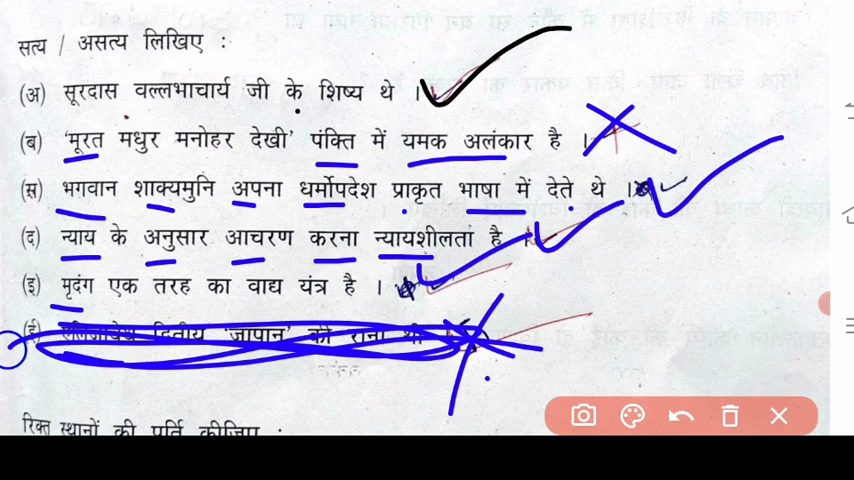 सत्य / असत्य लिखिए :
(अ) सूरदास वल्लभाचार्य जी के शिष्य थे ।
(ब) 'मूरत मधुर मनोहर देखी' पंक्ति में यमक अलंकार है ।
(स) भगवान शाक्यमुनि अपना धर्मोपदेश प्राकृत भाषा में देते थे ।
(द) न्याय के अनुसार आचरण करना न्यायशीलता है ।
(इ) मृदंग एक तरह का वाद्य यंत्र है ।
(ई) एलिजाबेथ द्वितीय 'जापान' की रानी थी
रिक्त स्थानों की पूर्ति कीजिए :